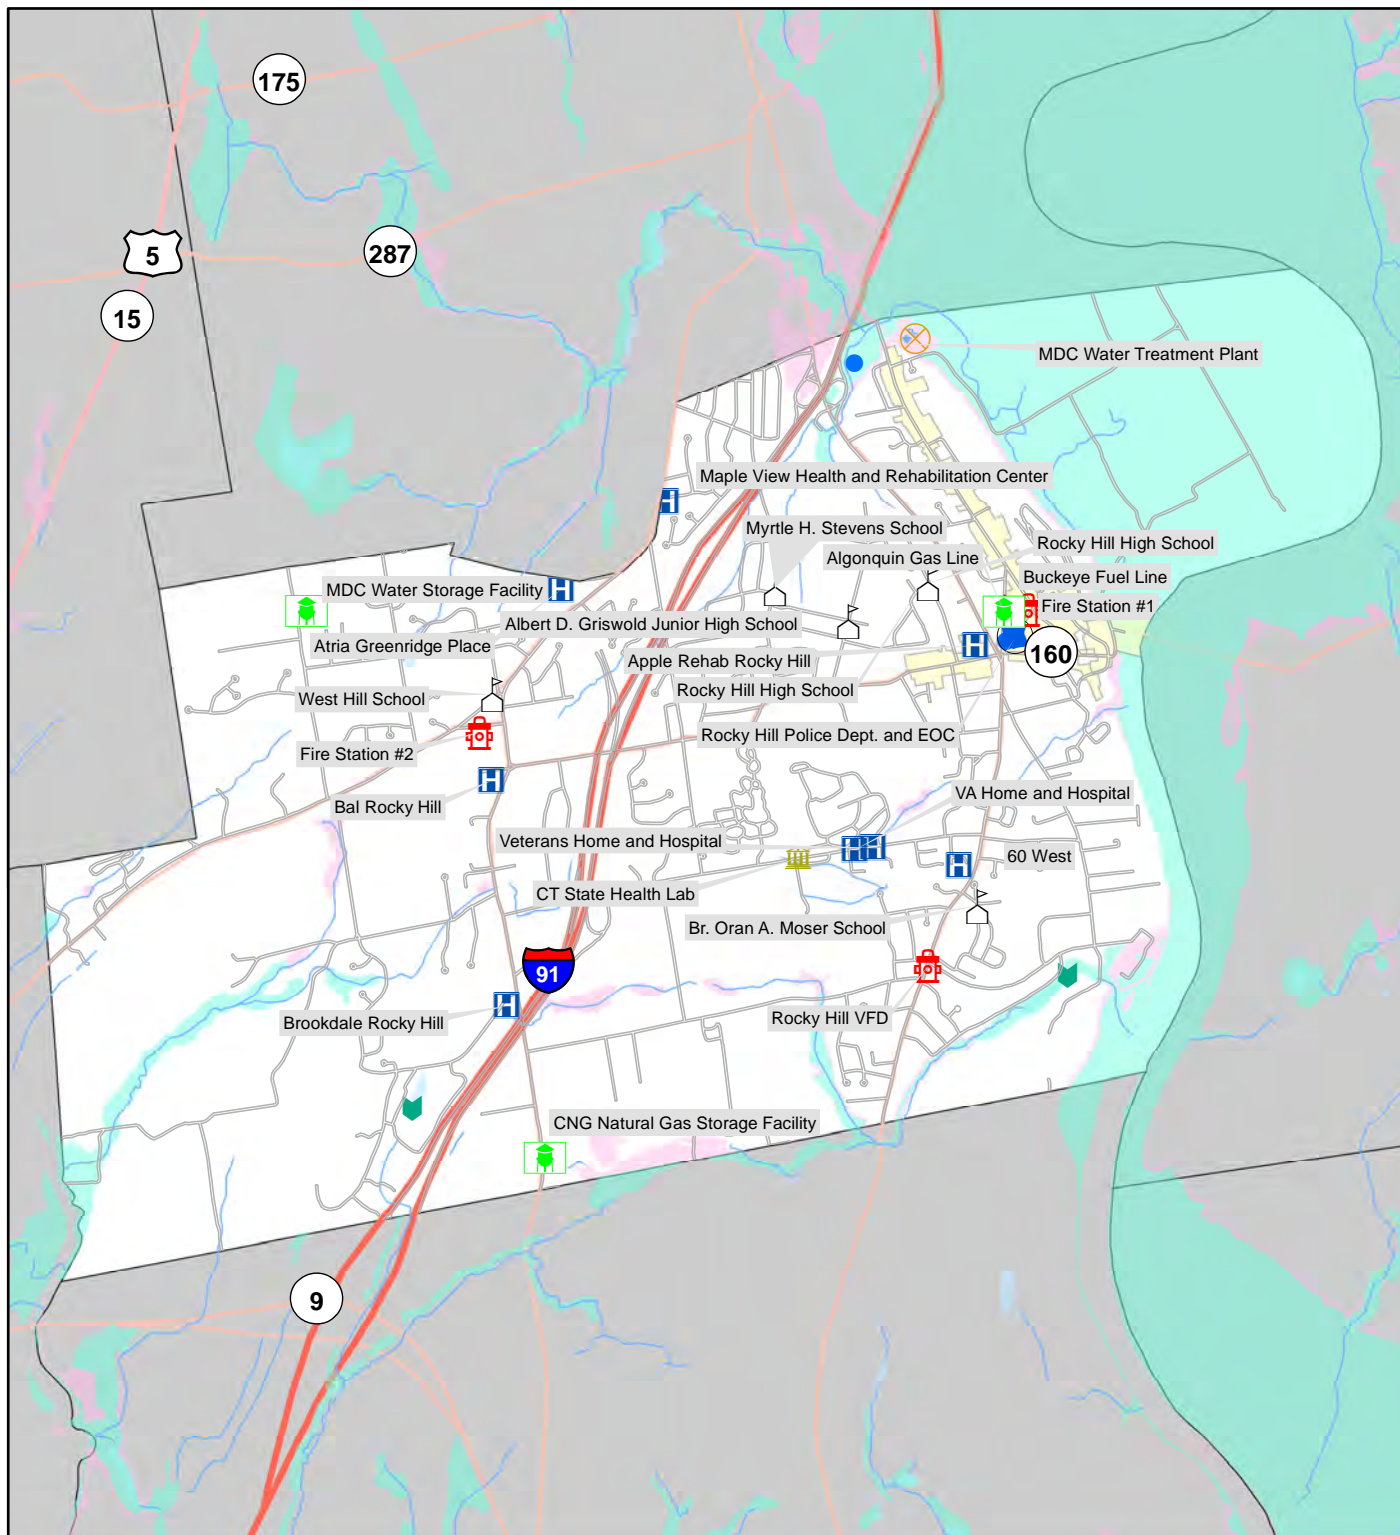 175
5
287
15
MDC Water Treatment Plant
Maple View Health and Rehabilitation Center
Myrtle H. Stevens School
Rocky Hill High School
Algonquin Gas Line
Buckeye Fuel Line
MDC Water Storage Facility
Fire Station #1
Albert D. Griswold Junior High School
Atria Greenridge Place
160
Apple Rehab Rocky Hill
H
H
H
Rocky Hill High School
West Hill School
Rocky Hill Police Dept. and EOC
Fire Station #2
H
Bal Rocky Hill
VA Home and Hospital
Veterans Home and Hospital
H
H
60 West
H
CT State Health Lab
Br. Oran A. Moser School
91
H
Brookdale Rocky Hill
Rocky Hill VFD
CNG Natural Gas Storage Facility
9